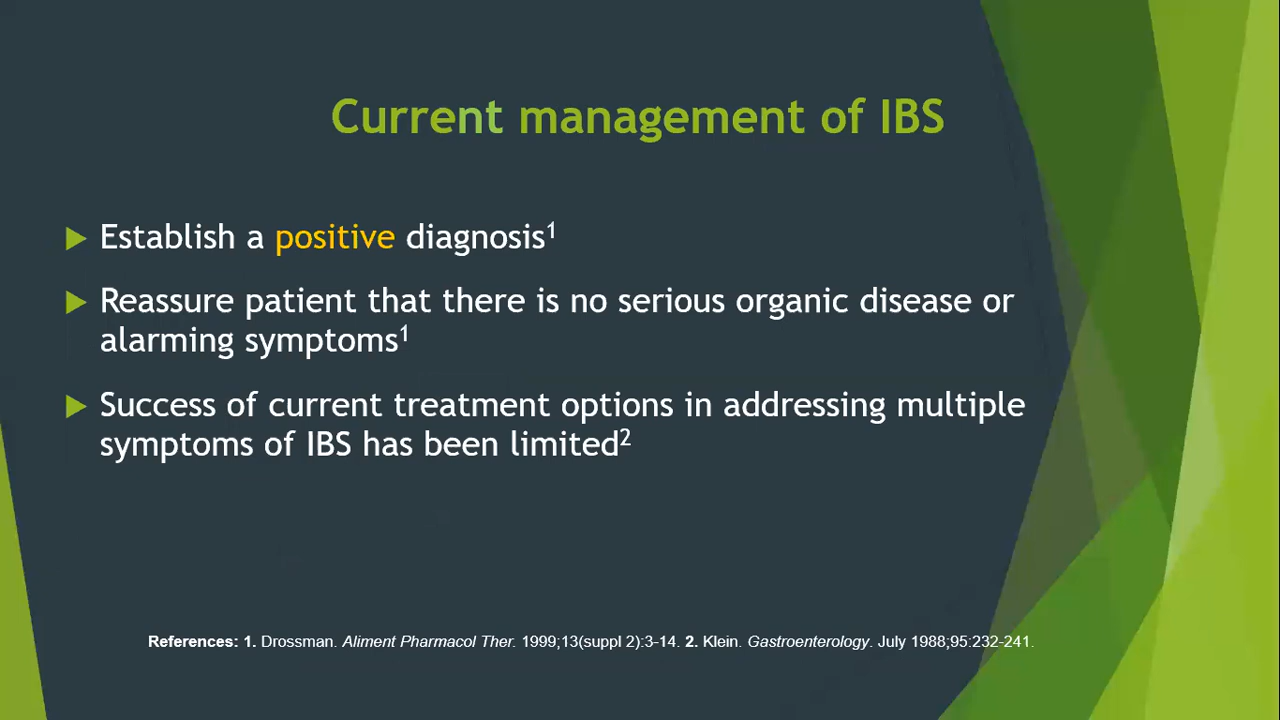 Current management of IBS
Establish a positive diagnosis¹
Reassure patient that there is no serious organic disease or
alarming symptoms¹
Success of current treatment options in addressing multiple
symptoms of IBS has been limited²
References: 1. Drossman. Aliment Pharmacol Ther. 1999;13(suppl 2):3-14. 2. Klein. Gastroenterology. July 1988;95:232-241.